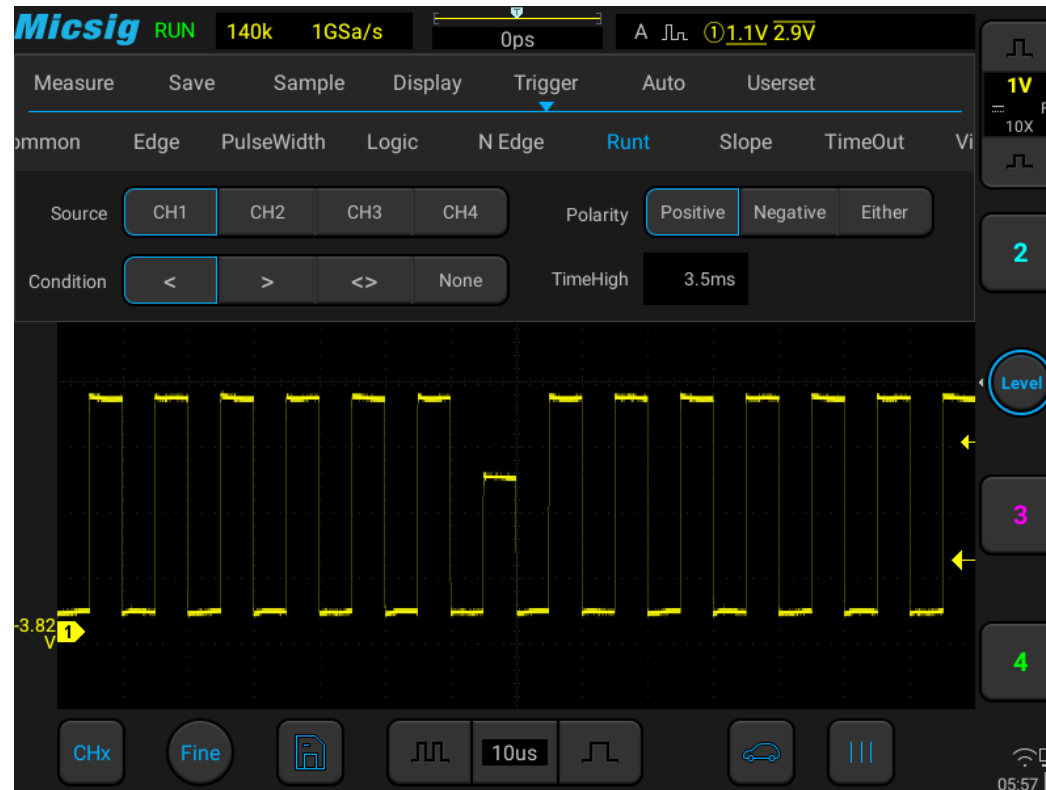 Micsig RUN 140k 1GSa/s T 0ps A ①1.1V 2.9V
Measure Save Sample Display Trigger Auto Userset
ommon Edge PulseWidth Logic N Edge Runt Slope TimeOut Vi
1V
10X
Source CH1 CH2 CH3 CH4 Polarity Positive Negative Either
Condition < > <> None TimeHigh 3.5ms
2
Level
3
-3.82
V
1
4
CHx Fine 10us
05:57